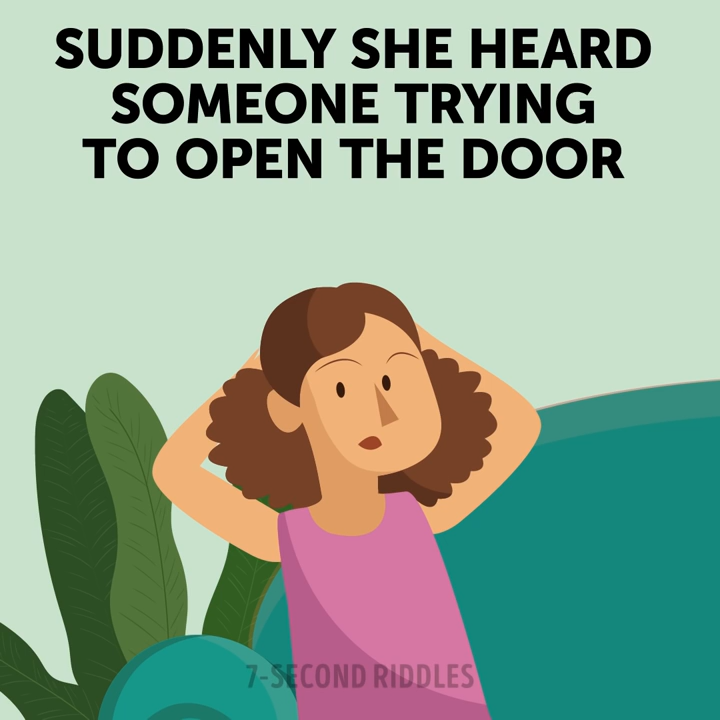 SUDDENLY SHE HEARD
SOMEONE TRYING
TO OPEN THE DOOR
7-SECOND RIDDLES